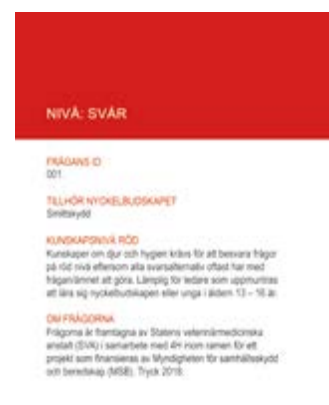 NIVÅ: SVÅR
FRÅGANS ID
001
TILLHÖR NYCKELBUDSKAPET
Smittskydd
KUNSKAPSNIVÅ RÖD
Kunskaper om djur och hygien krävs för att besvara frågor
på röd nivå eftersom alla svarsalternativ oftast har med
frågan/ämnet att göra. Lämplig för ledare som uppmuntras
att lära sig nyckelbudskapen eller unga i åldern 13 – 16 år.
OM FRÅGORNA
Frågorna är framtagna av Statens veterinärmedicinska
anstalt (SVA) i samarbete med 4H inom ramen för ett
projekt som finansieras av Myndigheten för samhällsskydd
och beredskap (MSB). Tryck 2018.